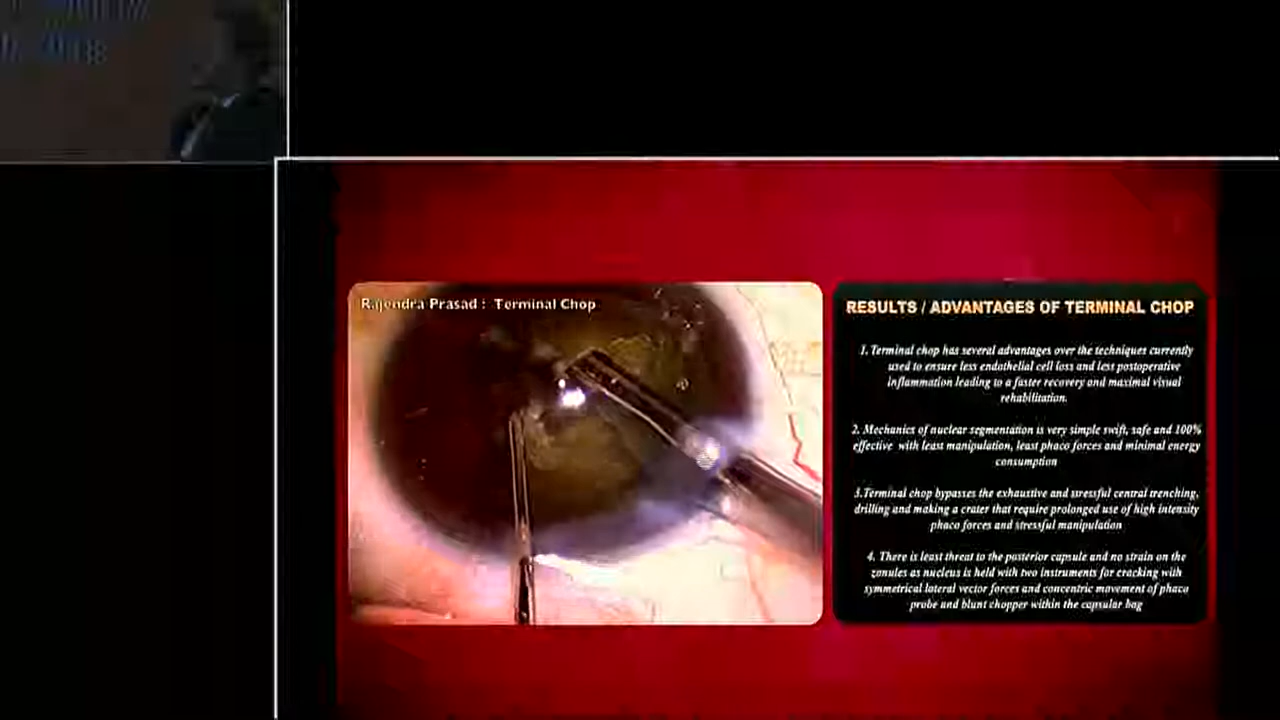 Rajendra Prasad : Terminal Chop
RESULTS / ADVANTAGES OF TERMINAL CHOP
1. Terminal chop has several advantages over the techniques currently
used to ensure less endothelial cell loss and less postoperative
inflammation leading to a faster recovery and maximal visual
rehabilitation.
2. Mechanics of nuclear segmentation is very simple swift, safe and 100%
effective with least manipulation, least phaco forces and minimal energy
consumption
3.Terminal chop bypasses the exhaustive and stressful central trenching,
drilling and making a crater that require prolonged use of high intensity
phaco forces and stressful manipulation
4. There is least threat to the posterior capsule and no strain on the
zonules as nucleus is held with two instruments for cracking with
symmetrical lateral vector forces and concentric movement of phaco
probe and blunt chopper within the capsular bag